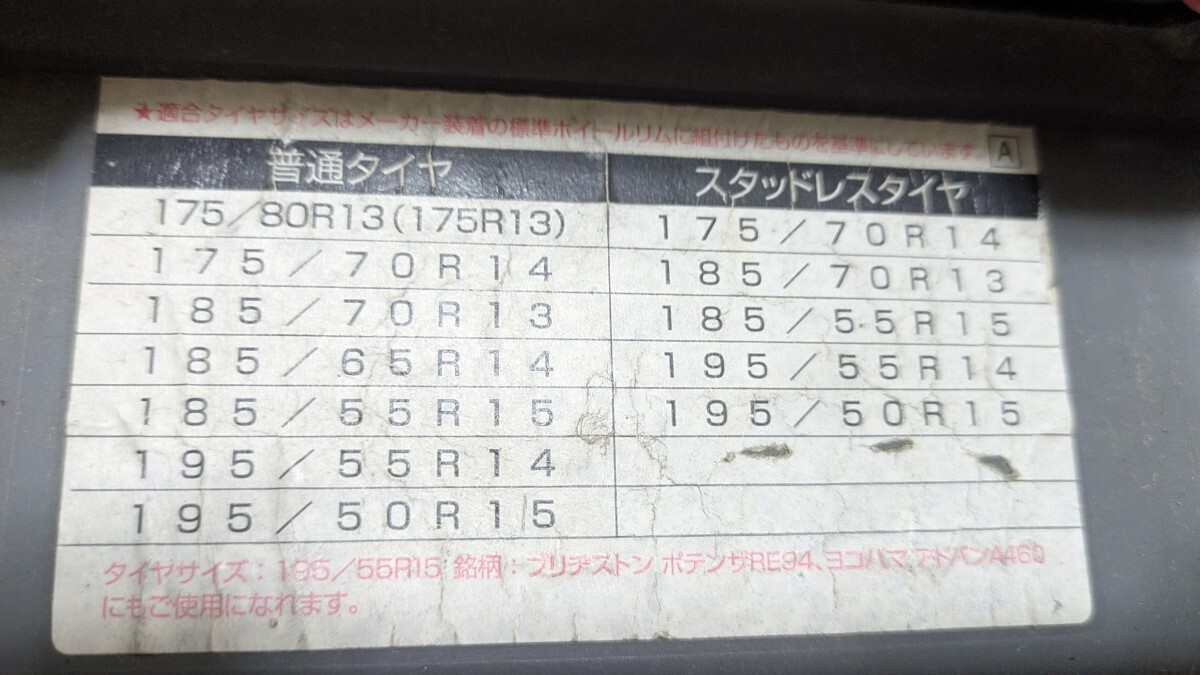 ★適合タイヤサイズはメーカー装着の標準ホイールリムに組付けたものを基準にしています。 A
普通タイヤ スタッドレスタイヤ
175/80R13(175R13) 175/70R14
175/70R14 185/70R13
185/70R13 185/55R15
185/65R14 195/55R14
185/55R15 195/50R15
195/55R14
195/50R15
タイヤサイズ:195/55R15 銘柄:ブリヂストン ポテンザRE94、ヨコハマ アドバンA460
にもご使用になれます。